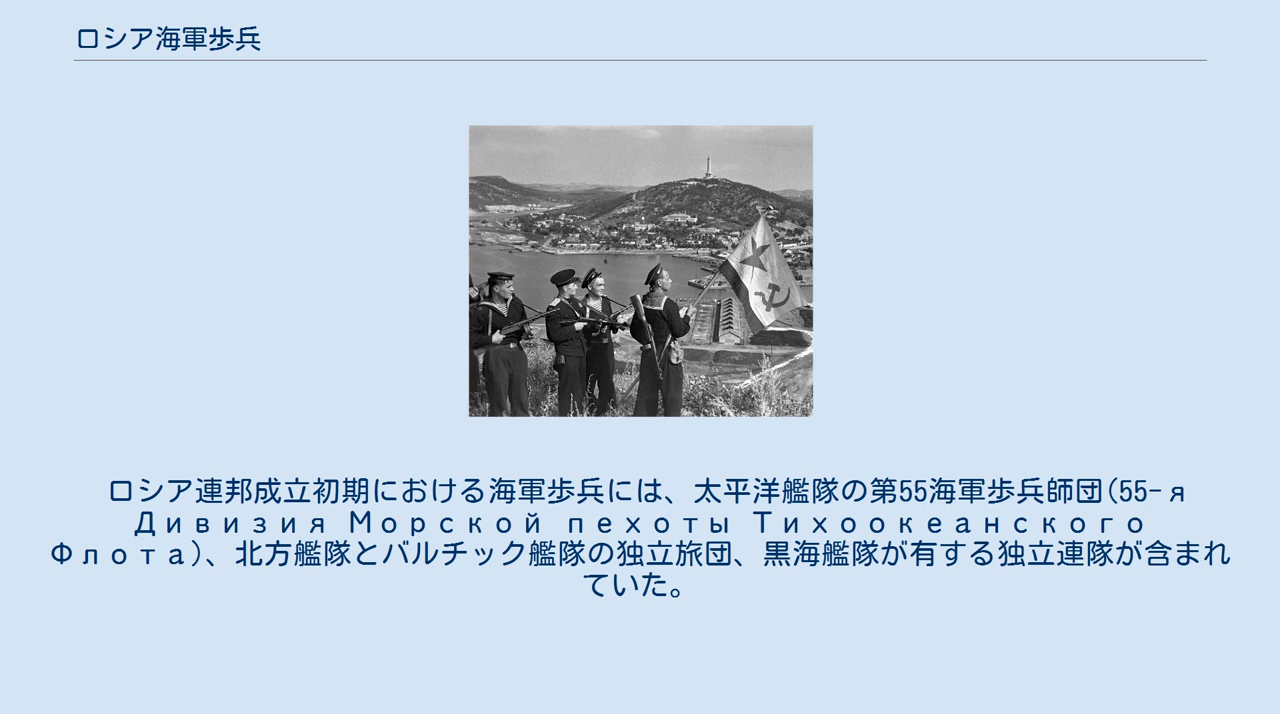 ロシア海軍歩兵
ロシア連邦成立初期における海軍歩兵には、太平洋艦隊の第55海軍歩兵師団(55-я
Дивизия Морской пехоты Тихоокеанского
Флота)、北方艦隊とバルチック艦隊の独立旅団、黒海艦隊が有する独立連隊が含まれ
ていた。